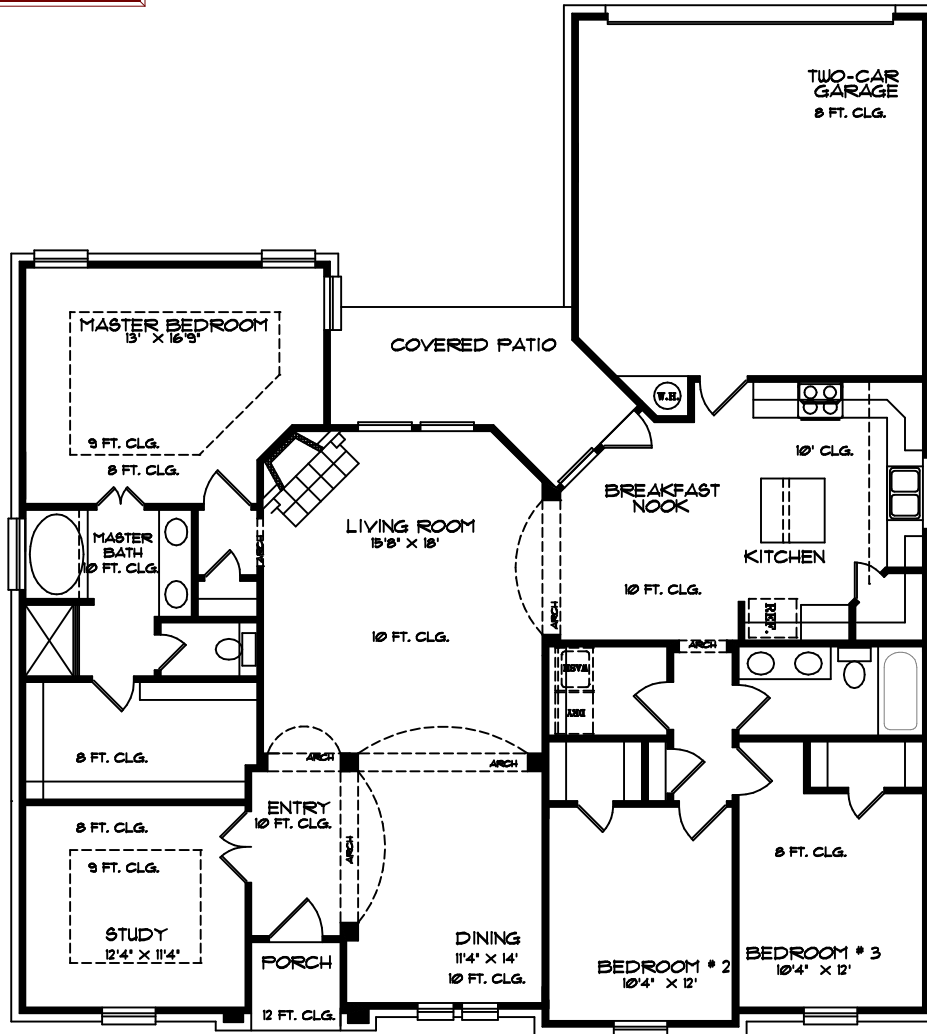 TWO-CAR
GARAGE
8 FT. CLG.
MASTER BEDROOM
13' X 16'9"
9 FT. CLG.
8 FT. CLG.
COVERED PATIO
W.H.
10' CLG.
BREAKFAST
NOOK
KITCHEN
10 FT. CLG.
REF.
LIVING ROOM
15'8" X 18'
10 FT. CLG.
MASTER
BATH
10 FT. CLG.
ARCH
ARCH
ARCH
WASH
DRY
8 FT. CLG.
ARCH
ARCH
ENTRY
10 FT. CLG.
ARCH
8 FT. CLG.
9 FT. CLG.
STUDY
12'4" X 11'4"
PORCH
12 FT. CLG.
DINING
11'4" X 14'
10 FT. CLG.
BEDROOM # 2
10'4" X 12'
8 FT. CLG.
BEDROOM # 3
10'4" X 12'